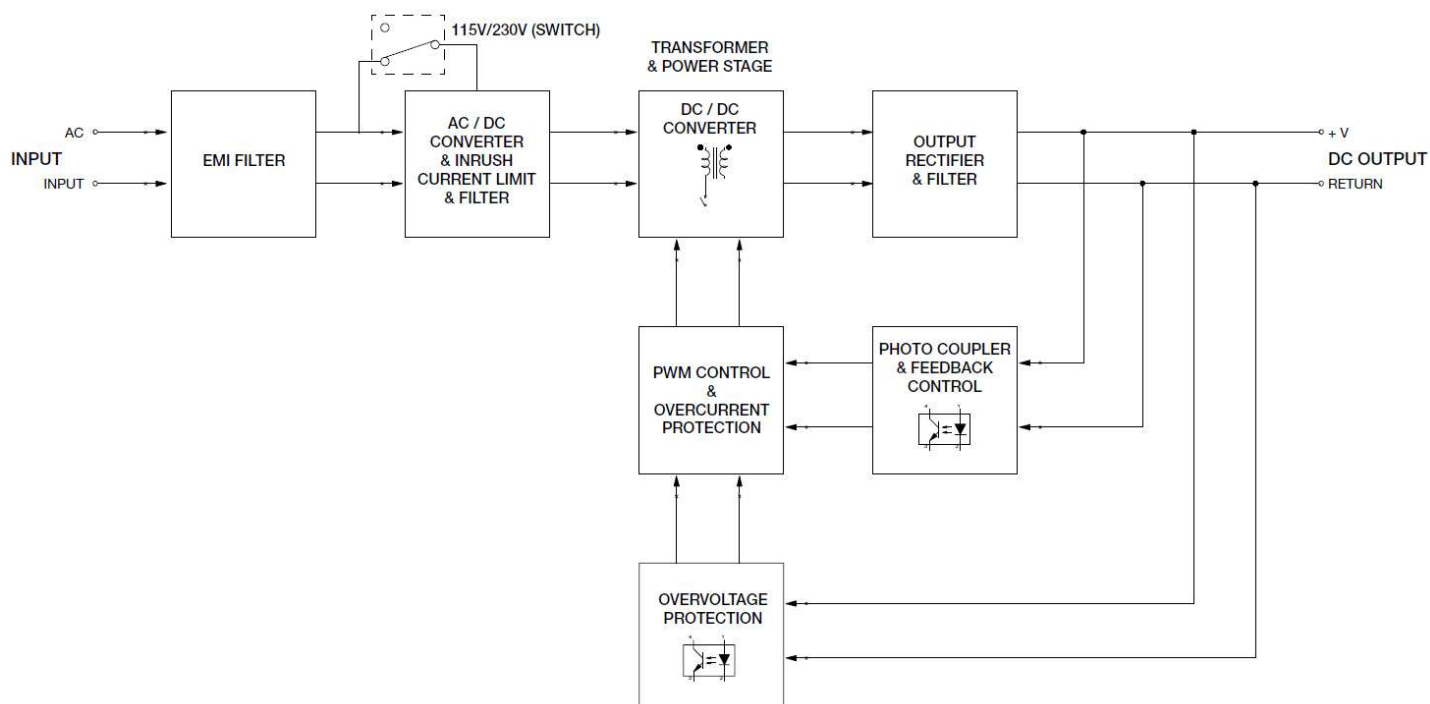 115V/230V (SWITCH)
TRANSFORMER
& POWER STAGE
AC
INPUT
INPUT
EMI FILTER
AC / DC
CONVERTER
& INRUSH
CURRENT LIMIT
& FILTER
DC / DC
CONVERTER
OUTPUT
RECTIFIER
& FILTER
+ V
DC OUTPUT
RETURN
PWM CONTROL
&
OVERCURRENT
PROTECTION
PHOTO COUPLER
& FEEDBACK
CONTROL
OVERVOLTAGE
PROTECTION